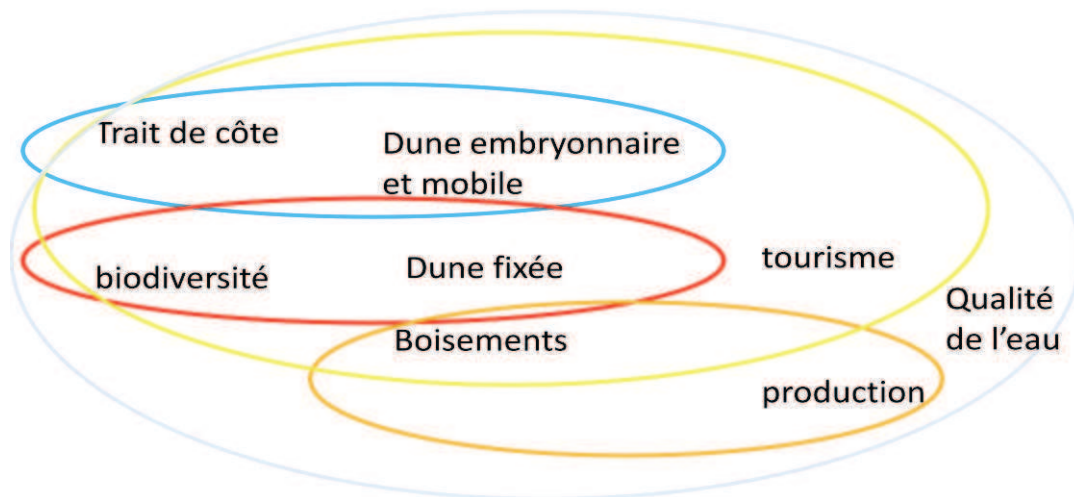 Trait de côte
Dune embryonnaire
et mobile
biodiversité
Dune fixée
tourisme
Qualité
de l'eau
Boisements
production